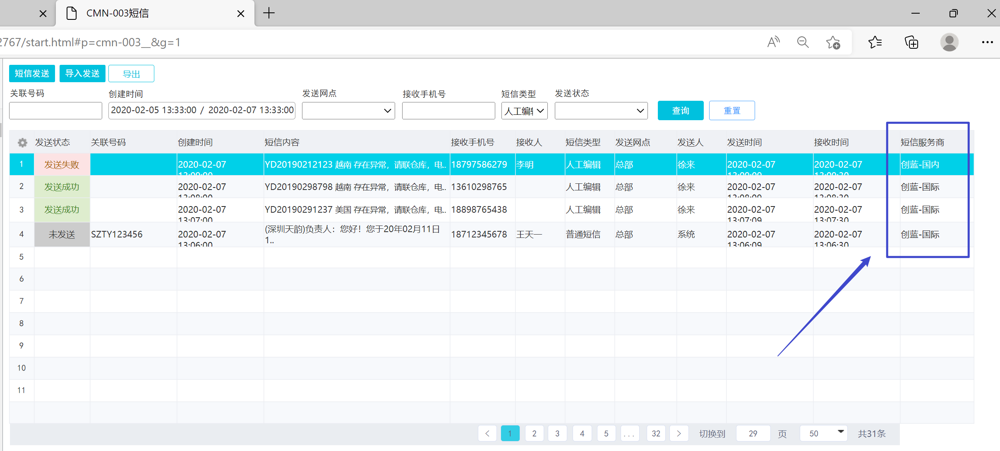 CMN-003短信
2767/start.html#p=cmn-003__&g=1
短信发送 导入发送 导出
关联号码 创建时间 发送网点 接收手机号 短信类型 发送状态
2020-02-05 13:33:00 / 2020-02-07 13:33:00 人工编辑 查询 重置
发送状态 关联号码 创建时间 短信内容 接收手机号 接收人 短信类型 发送网点 发送人 发送时间 接收时间 短信服务商
1 发送失败 2020-02-07 13:09:00 YD20190212123 越南 存在异常，请联仓库，电.. 18797586279 李明 人工编辑 总部 徐来 2020-02-07 13:09:09 2020-02-07 13:09:30 创蓝-国内
2 发送成功 2020-02-07 13:08:00 YD20190298798 越南 存在异常，请联仓库，电.. 13610298765 人工编辑 总部 徐来 2020-02-07 13:08:09 2020-02-07 13:08:30 创蓝-国际
3 发送成功 2020-02-07 13:07:00 YD20190291237 美国 存在异常，请联仓库，电.. 18898765438 人工编辑 总部 徐来 2020-02-07 13:07:09 2020-02-07 13:07:30 创蓝-国际
4 未发送 SZTY123456 2020-02-07 13:06:00 (深圳天韵)负责人：您好！您于20年02月11日1.. 18712345678 王天一 普通短信 总部 系统 2020-02-07 13:06:09 2020-02-07 13:06:30 创蓝-国际
5
6
7
8
9
10
11
< 1 2 3 4 5 ... 32 > 切换到 29 页 50 共31条